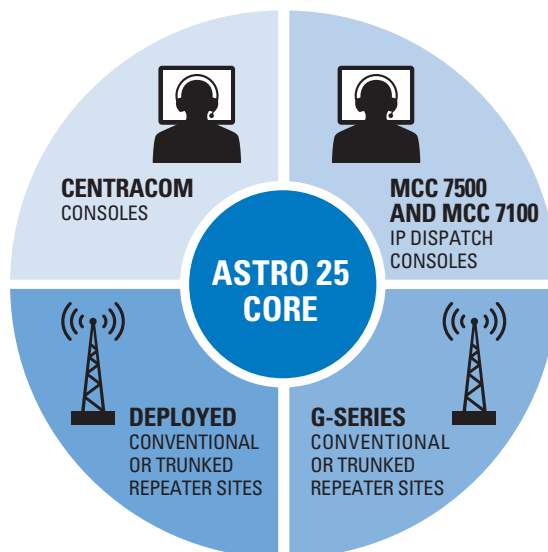 CENTRACOM
CONSOLES
MCC 7500
AND MCC 7100
IP DISPATCH
CONSOLES
ASTRO 25
CORE
DEPLOYED
CONVENTIONAL
OR TRUNKED
REPEATER SITES
G-SERIES
CONVENTIONAL
OR TRUNKED
REPEATER SITES